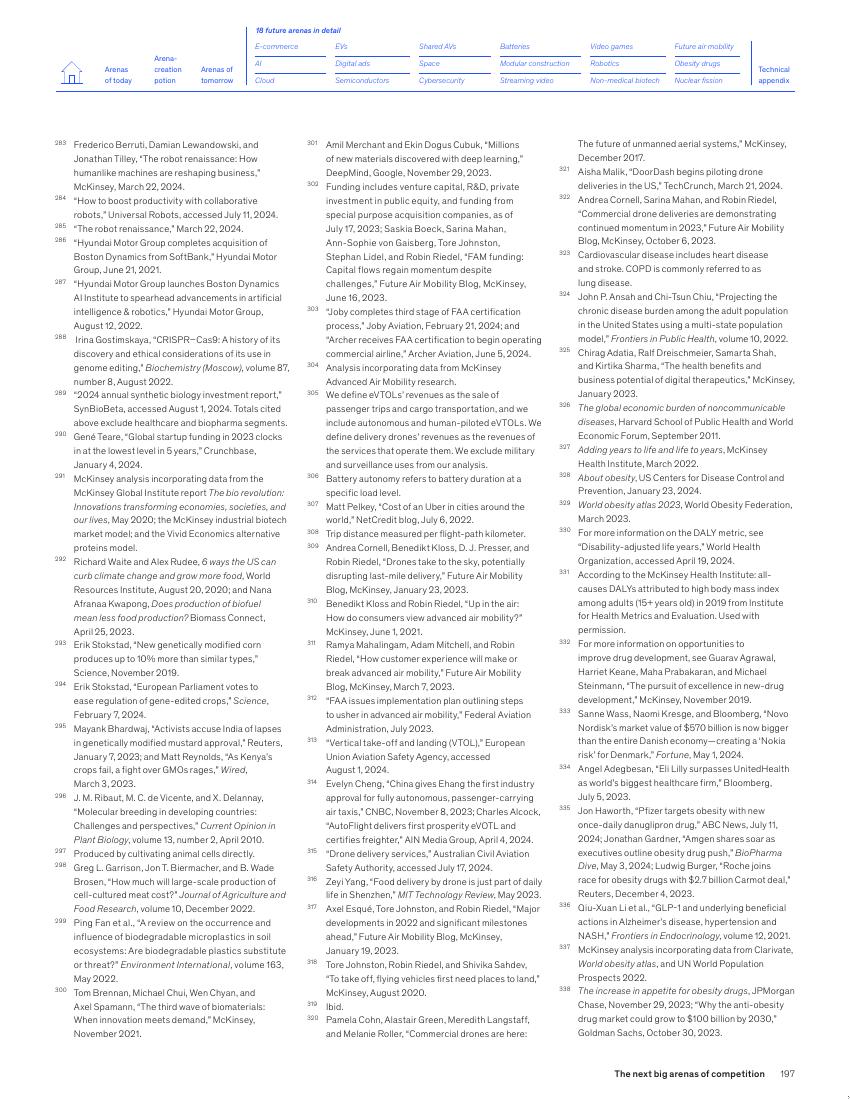 18 future arenas in detail
Arenas
of today
Arena-
creation
potion
Arenas of
tomorrow
E-commerce
EVs
Shared AVs
Batteries
Video games
Future air mobility
AI
Digital ads
Space
Modular construction
Robotics
Obesity drugs
Cloud
Semiconductors
Cybersecurity
Streaming video
Non-medical biotech
Nuclear fission
Technical
appendix
283 Frederico Berruti, Damian Lewandowski, and
Jonathan Tilley, “The robot renaissance: How
humanlike machines are reshaping business,”
McKinsey, March 22, 2024.
284 “How to boost productivity with collaborative
robots,” Universal Robots, accessed July 11, 2024.
285 “The robot renaissance,” March 22, 2024.
286 “Hyundai Motor Group completes acquisition of
Boston Dynamics from SoftBank,” Hyundai Motor
Group, June 21, 2021.
287 “Hyundai Motor Group launches Boston Dynamics
AI Institute to spearhead advancements in artificial
intelligence & robotics,” Hyundai Motor Group,
August 12, 2022.
288 Irina Gostimskaya, “CRISPR–Cas9: A history of its
discovery and ethical considerations of its use in
genome editing,” Biochemistry (Moscow), volume 87,
number 8, August 2022.
289 “2024 annual synthetic biology investment report,”
SynBioBeta, accessed August 1, 2024. Totals cited
above exclude healthcare and biopharma segments.
290 Gené Teare, “Global startup funding in 2023 clocks
in at the lowest level in 5 years,” Crunchbase,
January 4, 2024.
291 McKinsey analysis incorporating data from the
McKinsey Global Institute report The bio revolution:
Innovations transforming economies, societies, and
our lives, May 2020; the McKinsey industrial biotech
market model; and the Vivid Economics alternative
proteins model.
292 Richard Waite and Alex Rudee, 6 ways the US can
curb climate change and grow more food, World
Resources Institute, August 20, 2020; and Nana
Afranaa Kwapong, Does production of biofuel
mean less food production? Biomass Connect,
April 25, 2023.
293 Erik Stokstad, “New genetically modified corn
produces up to 10% more than similar types,”
Science, November 2019.
294 Erik Stokstad, “European Parliament votes to
ease regulation of gene-edited crops,” Science,
February 7, 2024.
295 Mayank Bhardwaj, “Activists accuse India of lapses
in genetically modified mustard approval,” Reuters,
January 7, 2023; and Matt Reynolds, “As Kenya’s
crops fail, a fight over GMOs rages,” Wired,
March 3, 2023.
296 J. M. Ribaut, M. C. de Vicente, and X. Delannay,
“Molecular breeding in developing countries:
Challenges and perspectives,” Current Opinion in
Plant Biology, volume 13, number 2, April 2010.
297 Produced by cultivating animal cells directly.
298 Greg L. Garrison, Jon T. Biermacher, and B. Wade
Brosen, “How much will large-scale production of
cell-cultured meat cost?” Journal of Agriculture and
Food Research, volume 10, December 2022.
299 Ping Fan et al., “A review on the occurrence and
influence of biodegradable microplastics in soil
ecosystems: Are biodegradable plastics substitute
or threat?” Environment International, volume 163,
May 2022.
300 Tom Brennan, Michael Chui, Wen Chyan, and
Axel Spamann, “The third wave of biomaterials:
When innovation meets demand,” McKinsey,
November 2021.
301 Amil Merchant and Ekin Dogus Cubuk, “Millions
of new materials discovered with deep learning,”
DeepMind, Google, November 29, 2023.
302 Funding includes venture capital, R&D, private
investment in public equity, and funding from
special purpose acquisition companies, as of
July 17, 2023; Saskia Boeck, Sarina Mahan,
Ann-Sophie von Gaisberg, Tore Johnston,
Stephan Lidel, and Robin Riedel, “FAM funding:
Capital flows regain momentum despite
challenges,” Future Air Mobility Blog, McKinsey,
June 16, 2023.
303 “Joby completes third stage of FAA certification
process,” Joby Aviation, February 21, 2024; and
“Archer receives FAA certification to begin operating
commercial airline,” Archer Aviation, June 5, 2024.
304 Analysis incorporating data from McKinsey
Advanced Air Mobility research.
305 We define eVTOLs’ revenues as the sale of
passenger trips and cargo transportation, and we
include autonomous and human-piloted eVTOLs. We
define delivery drones’ revenues as the revenues of
the services that operate them. We exclude military
and surveillance uses from our analysis.
306 Battery autonomy refers to battery duration at a
specific load level.
307 Matt Pelkey, “Cost of an Uber in cities around the
world,” NetCredit blog, July 6, 2022.
308 Trip distance measured per flight-path kilometer.
309 Andrea Cornell, Benedikt Kloss, D. J. Presser, and
Robin Riedel, “Drones take to the sky, potentially
disrupting last-mile delivery,” Future Air Mobility
Blog, McKinsey, January 23, 2023.
310 Benedikt Kloss and Robin Riedel, “Up in the air:
How do consumers view advanced air mobility?”
McKinsey, June 1, 2021.
311 Ramya Mahalingam, Adam Mitchell, and Robin
Riedel, “How customer experience will make or
break advanced air mobility,” Future Air Mobility
Blog, McKinsey, March 7, 2023.
312 “FAA issues implementation plan outlining steps
to usher in advanced air mobility,” Federal Aviation
Administration, July 2023.
313 “Vertical take-off and landing (VTOL),” European
Union Aviation Safety Agency, accessed
August 1, 2024.
314 Evelyn Cheng, “China gives Ehang the first industry
approval for fully autonomous, passenger-carrying
air taxis,” CNBC, November 8, 2023; Charles Alcock,
“AutoFlight delivers first prosperity eVOTL and
certifies freighter,” AIN Media Group, April 4, 2024.
315 “Drone delivery services,” Australian Civil Aviation
Safety Authority, accessed July 17, 2024.
316 Zeyi Yang, “Food delivery by drone is just part of daily
life in Shenzhen,” MIT Technology Review, May 2023.
317 Axel Esqué, Tore Johnston, and Robin Riedel, “Major
developments in 2022 and significant milestones
ahead,” Future Air Mobility Blog, McKinsey,
January 19, 2023.
318 Tore Johnston, Robin Riedel, and Shivika Sahdev,
“To take off, flying vehicles first need places to land,”
McKinsey, August 2020.
319 Ibid.
320 Pamela Cohn, Alastair Green, Meredith Langstaff,
and Melanie Roller, “Commercial drones are here:
The future of unmanned aerial systems,” McKinsey,
December 2017.
321 Aisha Malik, “DoorDash begins piloting drone
deliveries in the US,” TechCrunch, March 21, 2024.
322 Andrea Cornell, Sarina Mahan, and Robin Riedel,
“Commercial drone deliveries are demonstrating
continued momentum in 2023,” Future Air Mobility
Blog, McKinsey, October 6, 2023.
323 Cardiovascular disease includes heart disease
and stroke. COPD is commonly referred to as
lung disease.
324 John P. Ansah and Chi-Tsun Chiu, “Projecting the
chronic disease burden among the adult population
in the United States using a multi-state population
model,” Frontiers in Public Health, volume 10, 2022.
325 Chirag Adatia, Ralf Dreischmeier, Samarta Shah,
and Kirtika Sharma, “The health benefits and
business potential of digital therapeutics,” McKinsey,
January 2023.
326 The global economic burden of noncommunicable
diseases, Harvard School of Public Health and World
Economic Forum, September 2011.
327 Adding years to life and life to years, McKinsey
Health Institute, March 2022.
328 About obesity, US Centers for Disease Control and
Prevention, January 23, 2024.
329 World obesity atlas 2023, World Obesity Federation,
March 2023.
330 For more information on the DALY metric, see
“Disability-adjusted life years,” World Health
Organization, accessed April 19, 2024.
331 According to the McKinsey Health Institute: all-
causes DALYs attributed to high body mass index
among adults (15+ years old) in 2019 from Institute
for Health Metrics and Evaluation. Used with
permission.
332 For more information on opportunities to
improve drug development, see Guarav Agrawal,
Harriet Keane, Maha Prabakaran, and Michael
Steinmann, “The pursuit of excellence in new-drug
development,” McKinsey, November 2019.
333 Sanne Wass, Naomi Kresge, and Bloomberg, “Novo
Nordisk’s market value of $570 billion is now bigger
than the entire Danish economy—creating a ‘Nokia
risk’ for Denmark,” Fortune, May 1, 2024.
334 Angel Adegbesan, “Eli Lilly surpasses UnitedHealth
as world’s biggest healthcare firm,” Bloomberg,
July 5, 2023.
335 Jon Haworth, “Pfizer targets obesity with new
once-daily danuglipron drug,” ABC News, July 11,
2024; Jonathan Gardner, “Amgen shares soar as
executives outline obesity drug push,” BioPharma
Dive, May 3, 2024; Ludwig Burger, “Roche joins
race for obesity drugs with $2.7 billion Carmot deal,”
Reuters, December 4, 2023.
336 Qiu-Xuan Li et al., “GLP-1 and underlying beneficial
actions in Alzheimer’s disease, hypertension and
NASH,” Frontiers in Endocrinology, volume 12, 2021.
337 McKinsey analysis incorporating data from Clarivate,
World obesity atlas, and UN World Population
Prospects 2022.
338 The increase in appetite for obesity drugs, JPMorgan
Chase, November 29, 2023; “Why the anti-obesity
drug market could grow to $100 billion by 2030,”
Goldman Sachs, October 30, 2023.
The next big arenas of competition 197